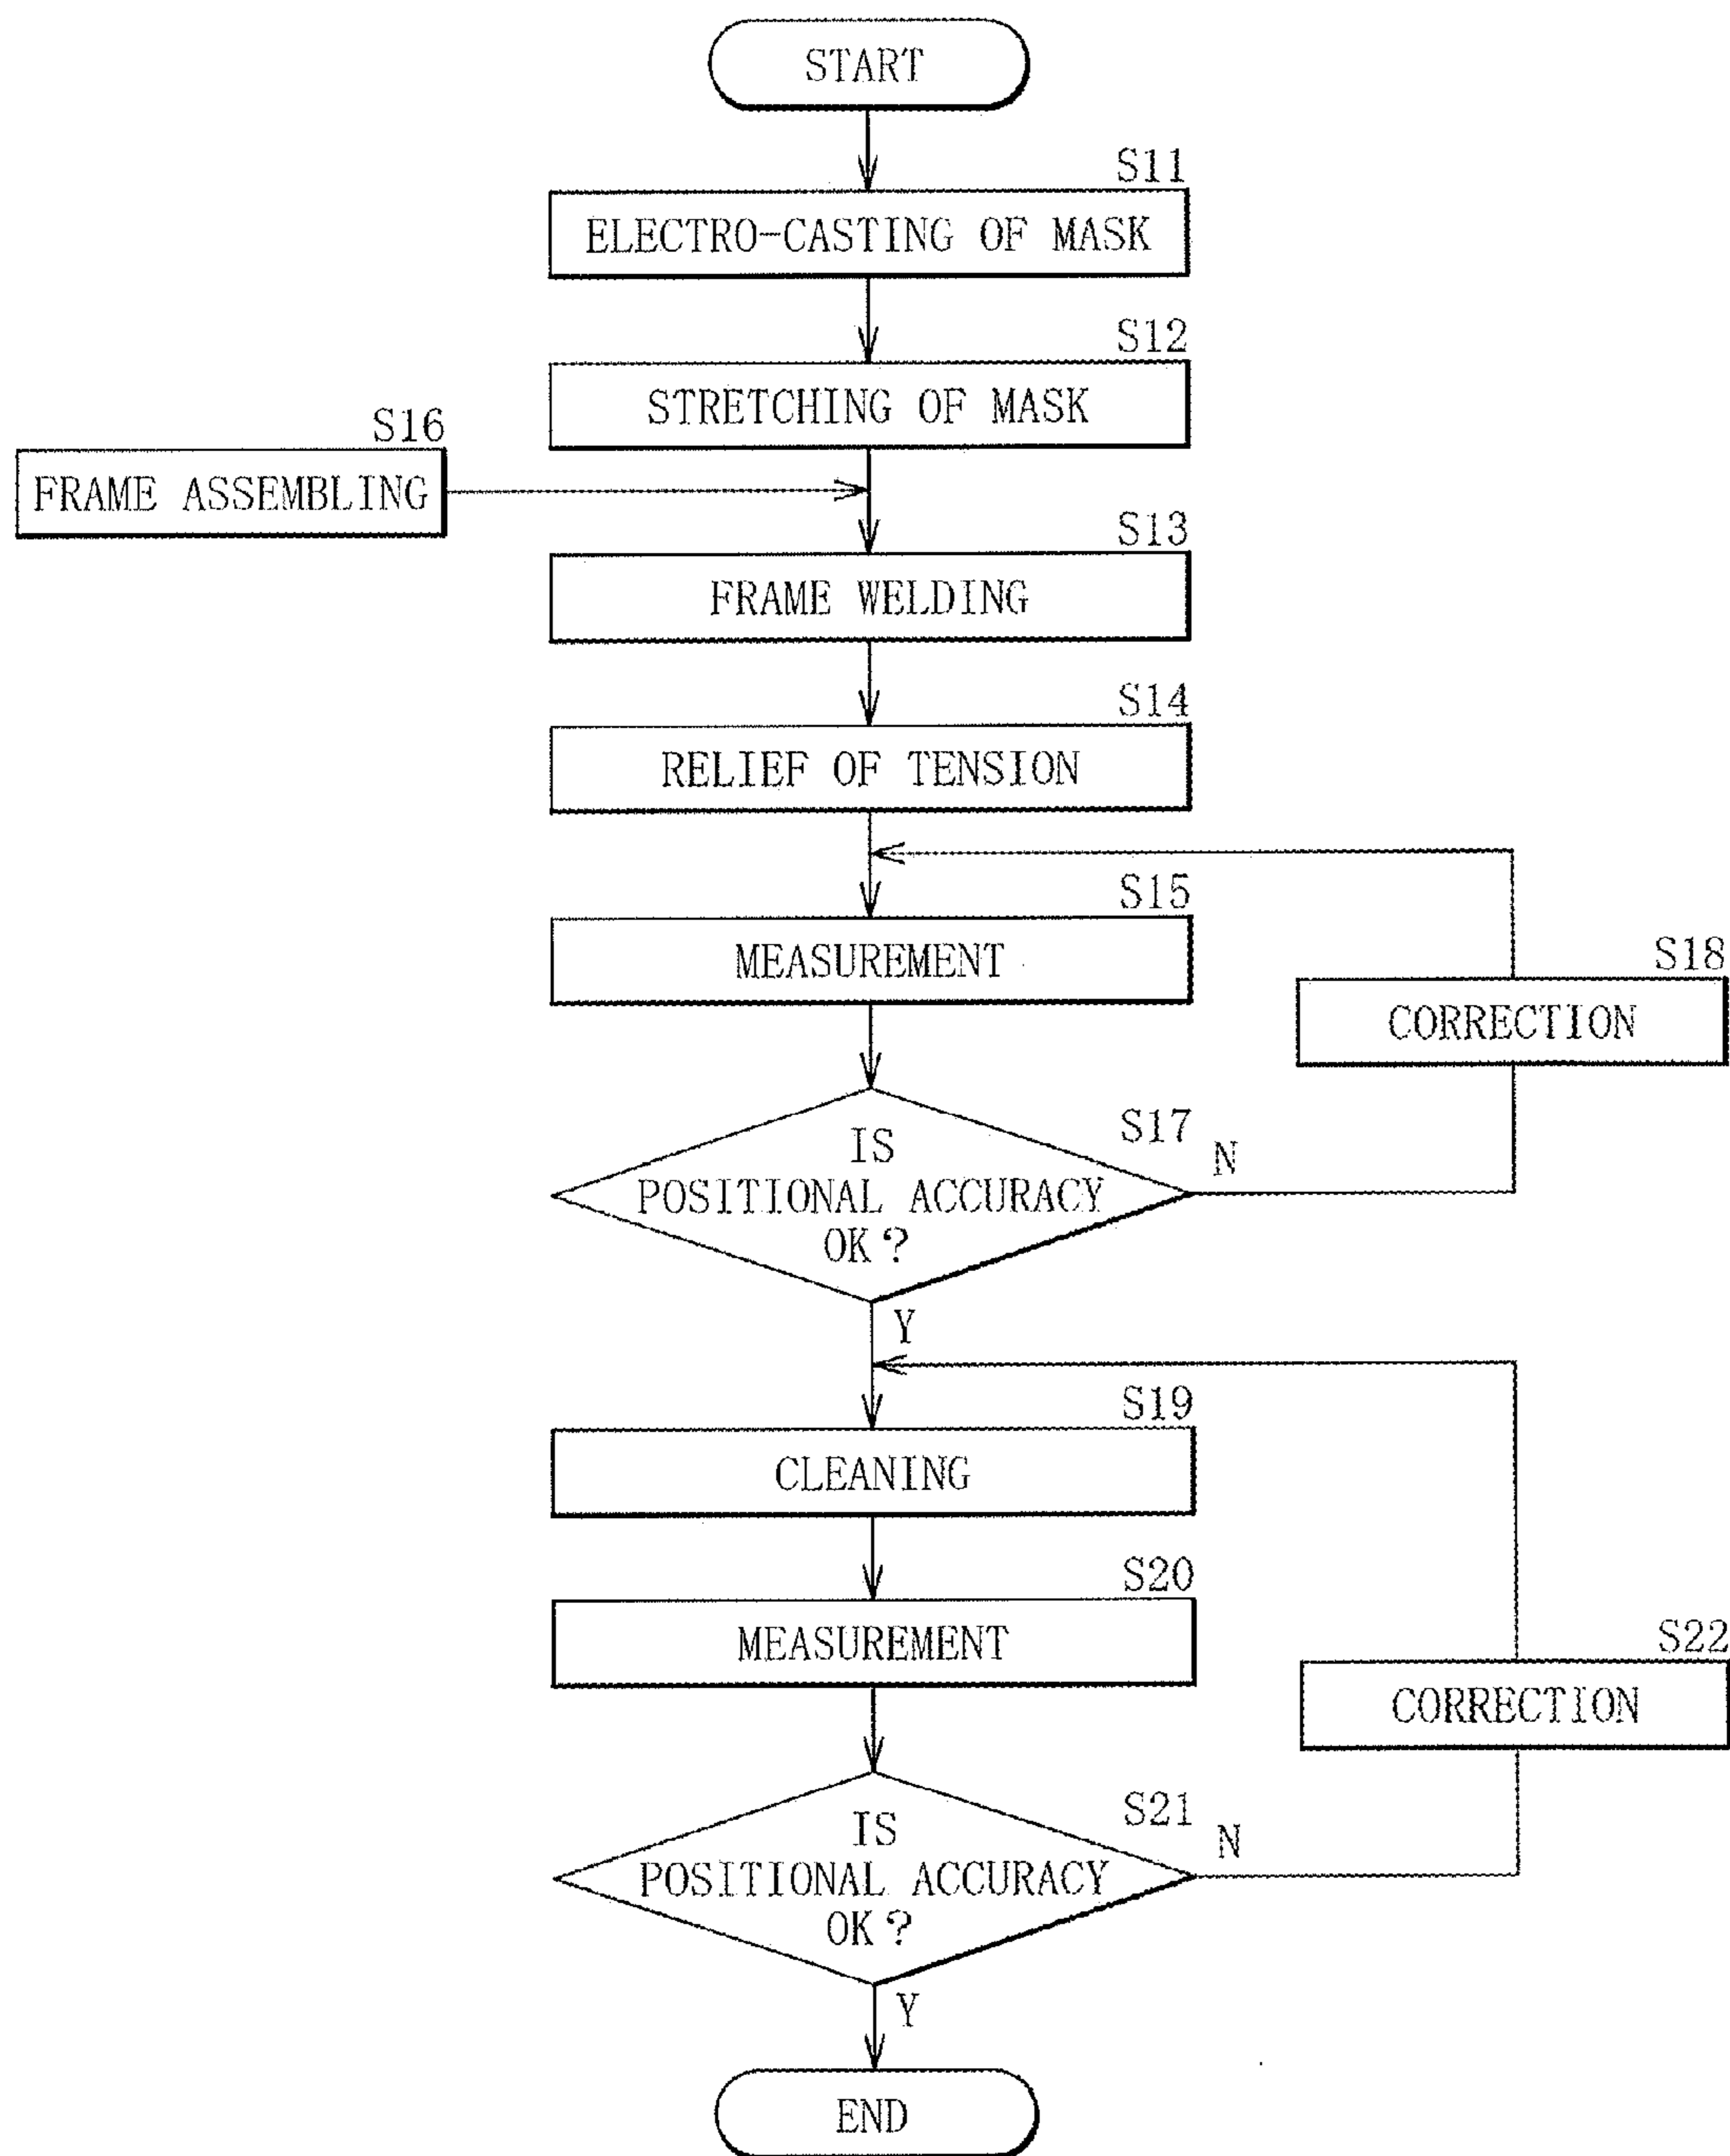 START
S11
ELECTRO-CASTING OF MASK
S12
STRETCHING OF MASK
S16
FRAME ASSEMBLING
S13
FRAME WELDING
S14
RELIEF OF TENSION
S15
MEASUREMENT
S18
CORRECTION
S17
N
IS
POSITIONAL ACCURACY
OK?
Y
S19
CLEANING
S20
MEASUREMENT
S22
CORRECTION
S21
N
IS
POSITIONAL ACCURACY
OK?
Y
END